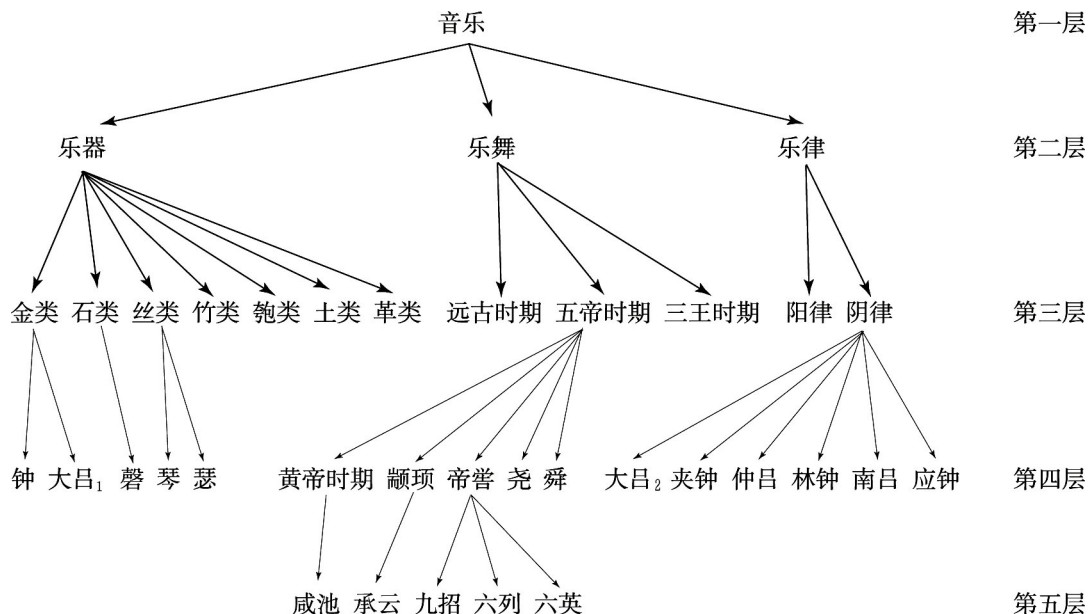 音乐 第一层
乐器 乐舞 乐律 第二层
金类 石类 丝类 竹类 匏类 土类 革类 远古时期 五帝时期 三王时期 阳律 阴律 第三层
钟 大吕1 磬 琴 瑟 黄帝时期 颛顼 帝喾 尧 舜 大吕2 夹钟 仲吕 林钟 南吕 应钟 第四层
咸池 承云 九招 六列 六英 第五层